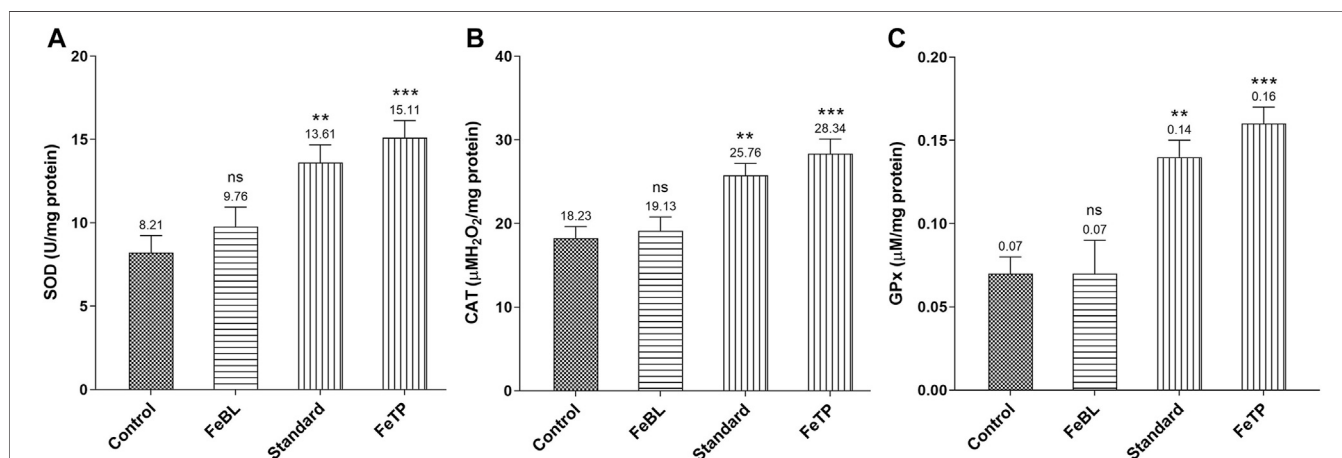 A
SOD (U/mg protein)
20
15
10
5
0
8.21
ns
9.76
**
13.61
***
15.11
Control
FeBL
Standard
FeTP
B
CAT (μMH₂O₂/mg protein)
40
30
20
10
0
18.23
ns
19.13
**
25.76
***
28.34
Control
FeBL
Standard
FeTP
C
GPx (μM/mg protein)
0.20
0.15
0.10
0.05
0.00
0.07
ns
0.07
**
0.14
***
0.16
Control
FeBL
Standard
FeTP